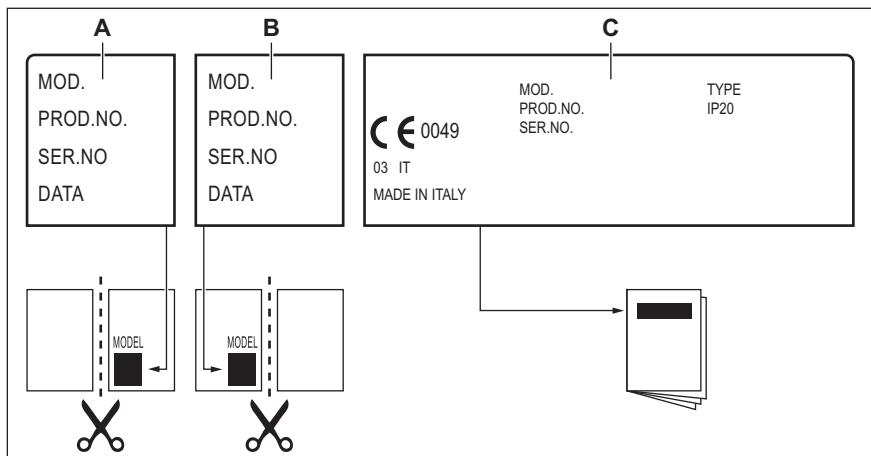 A
B
C
MOD.
PROD.NO.
SER.NO
DATA
MOD.
PROD.NO.
SER.NO
DATA
MOD.
PROD.NO.
SER.NO.
TYPE
IP20
CE 0049
03 IT
MADE IN ITALY
MODEL
MODEL